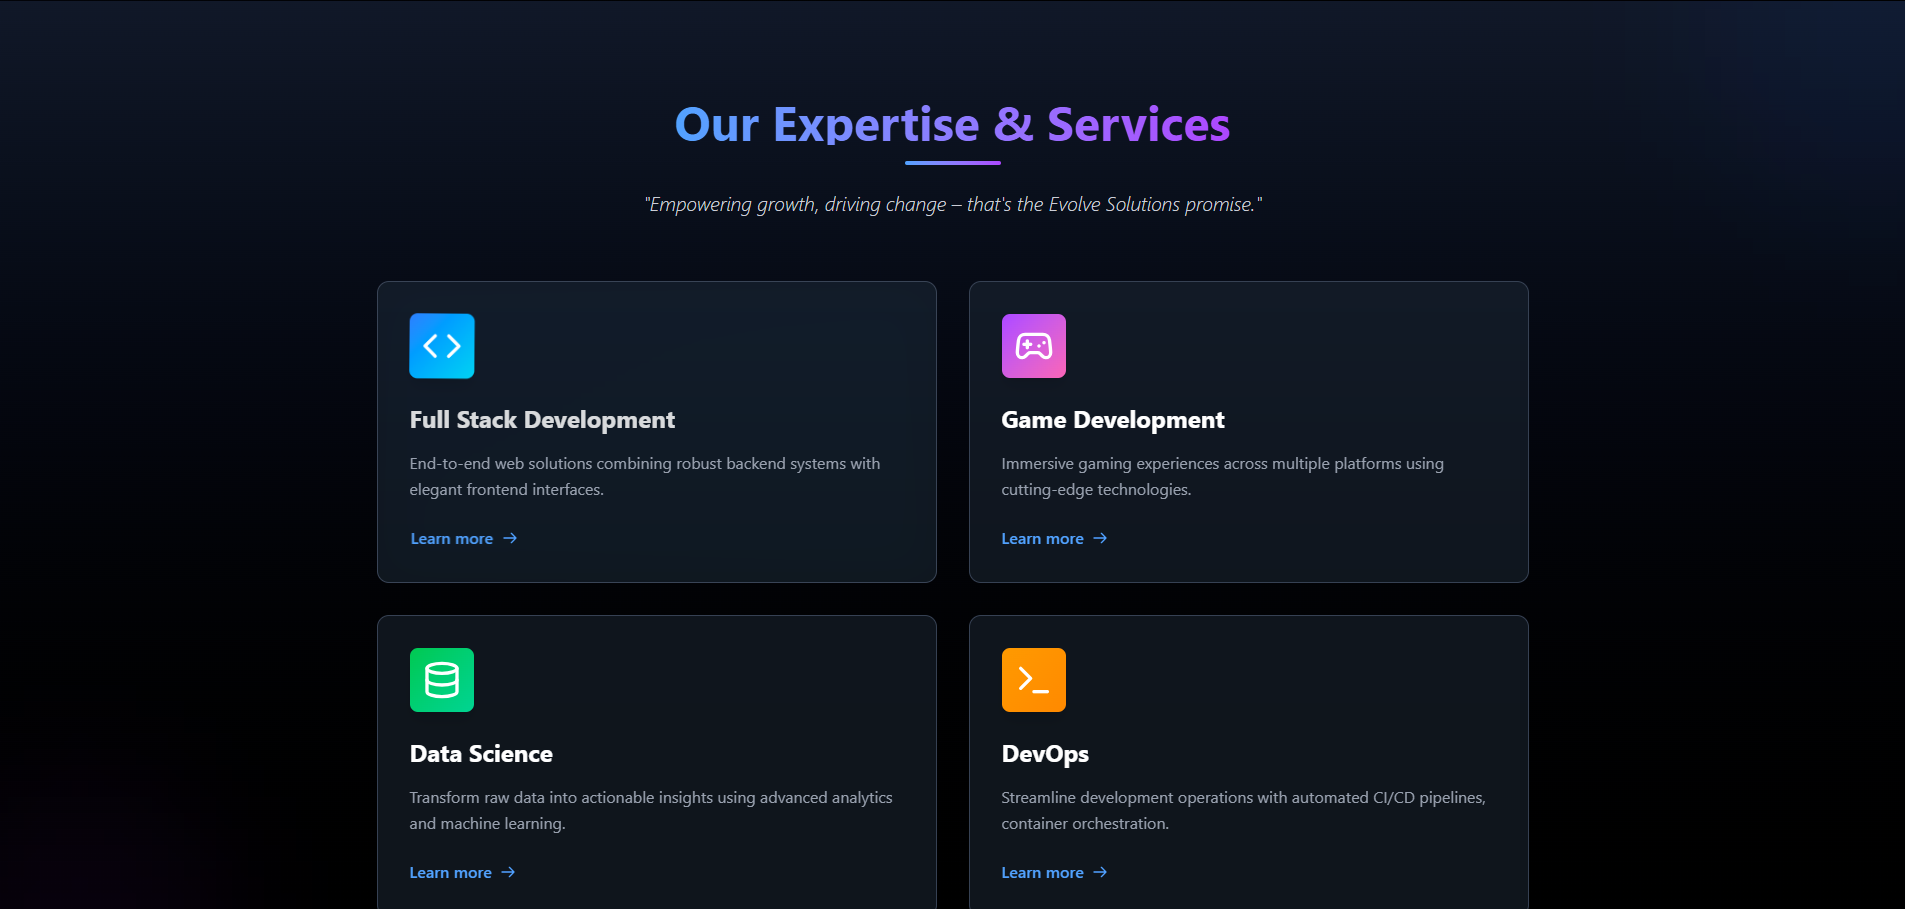 Our Expertise & Services
"Empowering growth, driving change – that's the Evolve Solutions promise."
Full Stack Development
End-to-end web solutions combining robust backend systems with
elegant frontend interfaces.
Learn more →
Game Development
Immersive gaming experiences across multiple platforms using
cutting-edge technologies.
Learn more →
Data Science
Transform raw data into actionable insights using advanced analytics
and machine learning.
Learn more →
DevOps
Streamline development operations with automated CI/CD pipelines,
container orchestration.
Learn more →